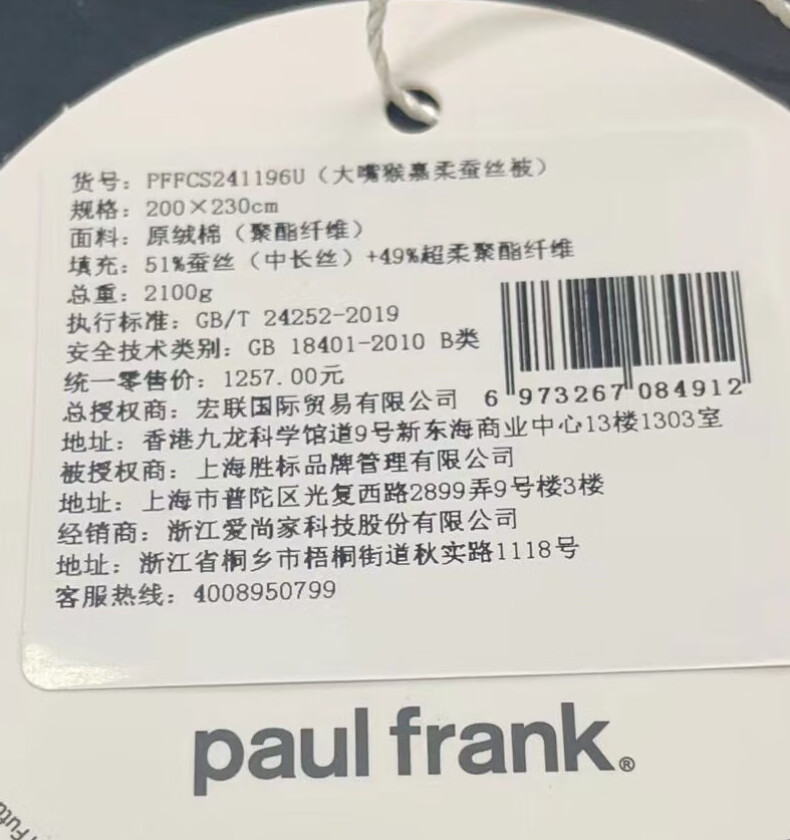 货号：PFFCS241196U（大嘴猴嘉柔蚕丝被）
规格：200×230cm
面料：原绒棉（聚酯纤维）
填充：51%蚕丝（中长丝）+49%超柔聚酯纤维
总重：2100g
执行标准：GB/T 24252-2019
安全技术类别：GB 18401-2010 B类
统一零售价：1257.00元
6 973267 084912
总授权商：宏联国际贸易有限公司
地址：香港九龙科学馆道9号新东海商业中心13楼1303室
被授权商：上海胜标品牌管理有限公司
地址：上海市普陀区光复西路2899弄9号楼3楼
经销商：浙江爱尚家科技股份有限公司
地址：浙江省桐乡市梧桐街道秋实路1118号
客服热线：4008950799
paul frank®